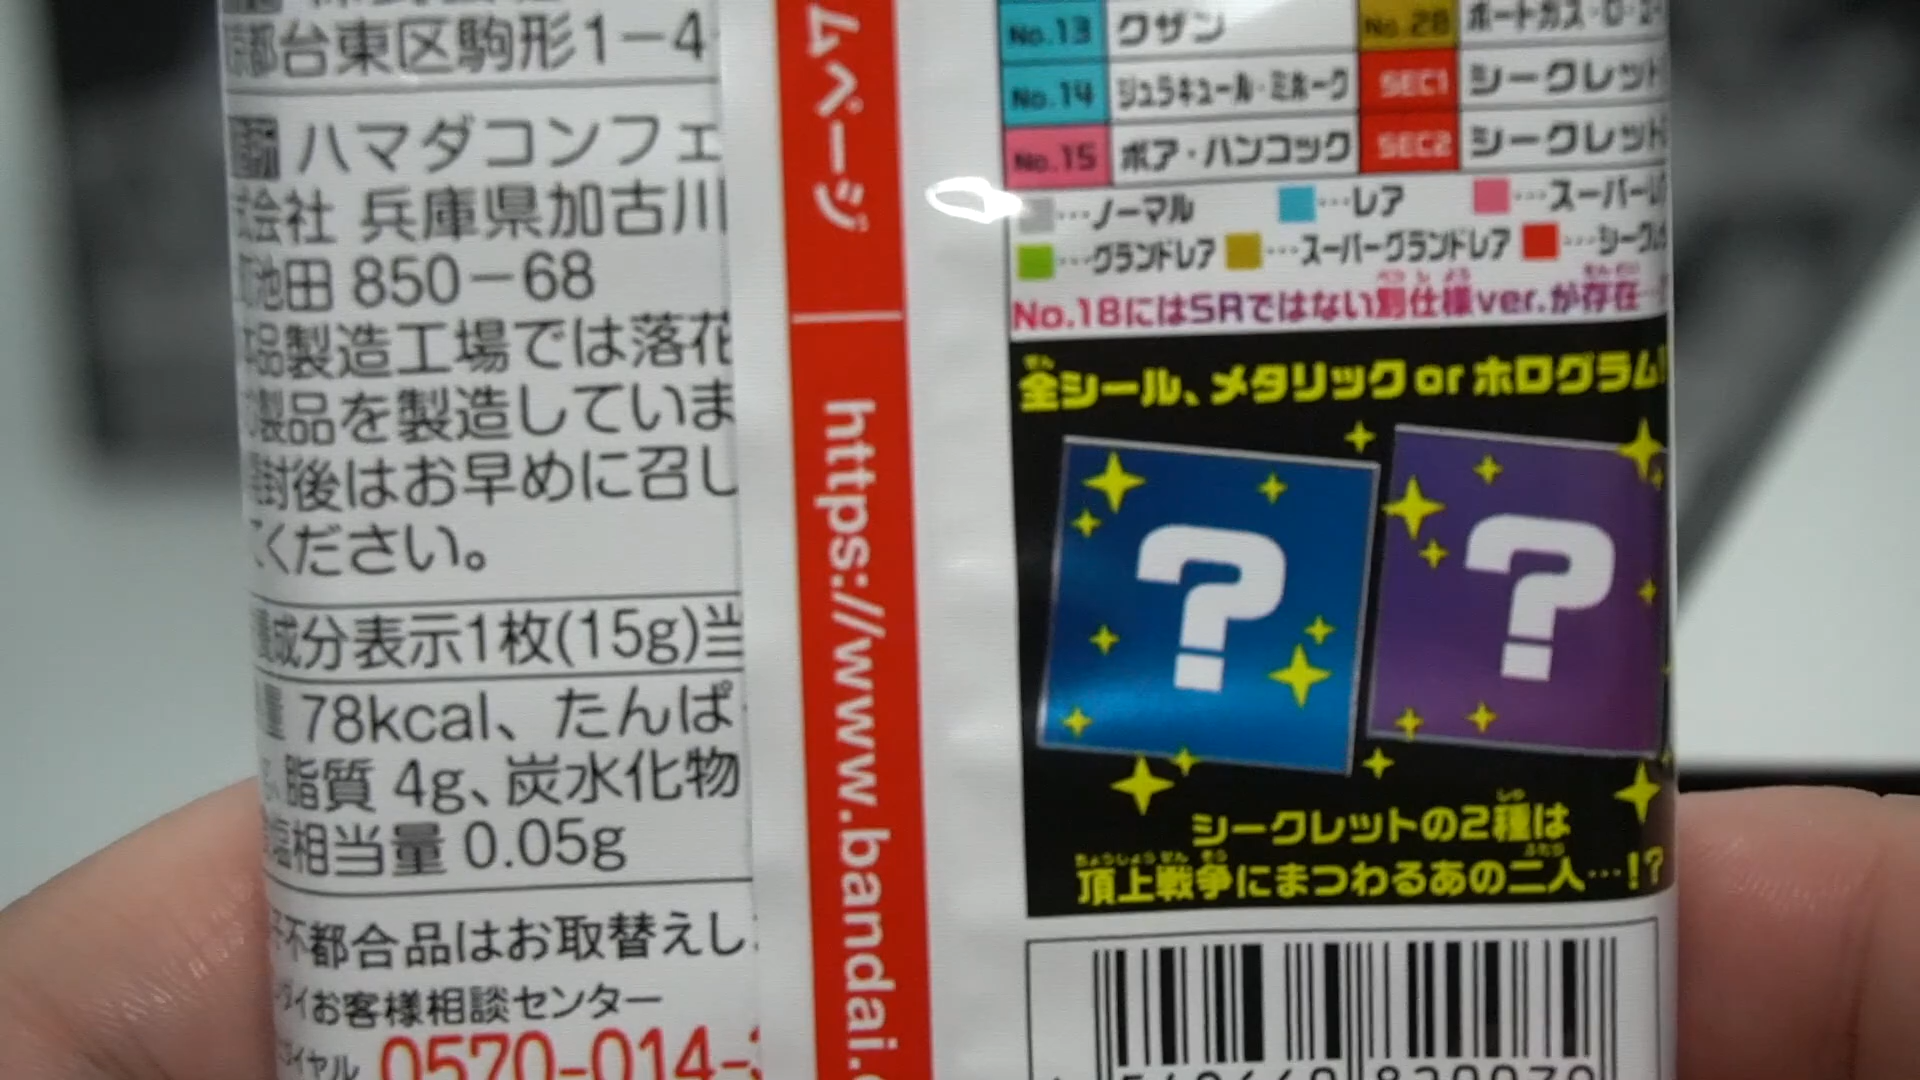 台東区駒形1-4
ハマダコンフェ
式会社 兵庫県加古川
池田 850-68
品製造工場では落花
製品を製造していま
封後はお早めに召し
ください。
成分表示1枚(15g)当
量 78kcal、たんぱ
脂質 4g、炭水化物
相当量 0.05g
不都合品はお取替えし
お客様相談センター
イヤル 0570-014-
ムページ
https://www.bandai.
No.13 クザン No.28 ポートガス・D・エ
No.14 ジュラキュール・ミホーク SEC1 シークレット
No.15 ボア・ハンコック SEC2 シークレット
…ノーマル …レア …スーパーレ
…グランドレア …スーパーグランドレア …シークレ
No.18にはSRではない別仕様ver.が存在…
全シール、メタリックorホログラム!
? ?
シークレットの2種は
頂上戦争にまつわるあの二人…!?